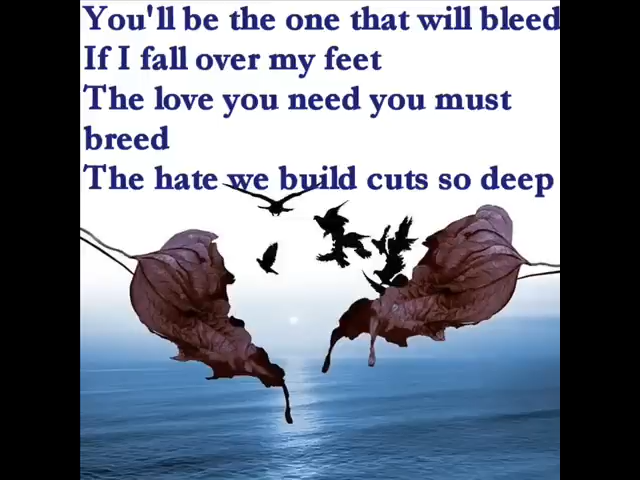 You'll be the one that will bleed
If I fall over my feet
The love you need you must
breed
The hate we build cuts so deep